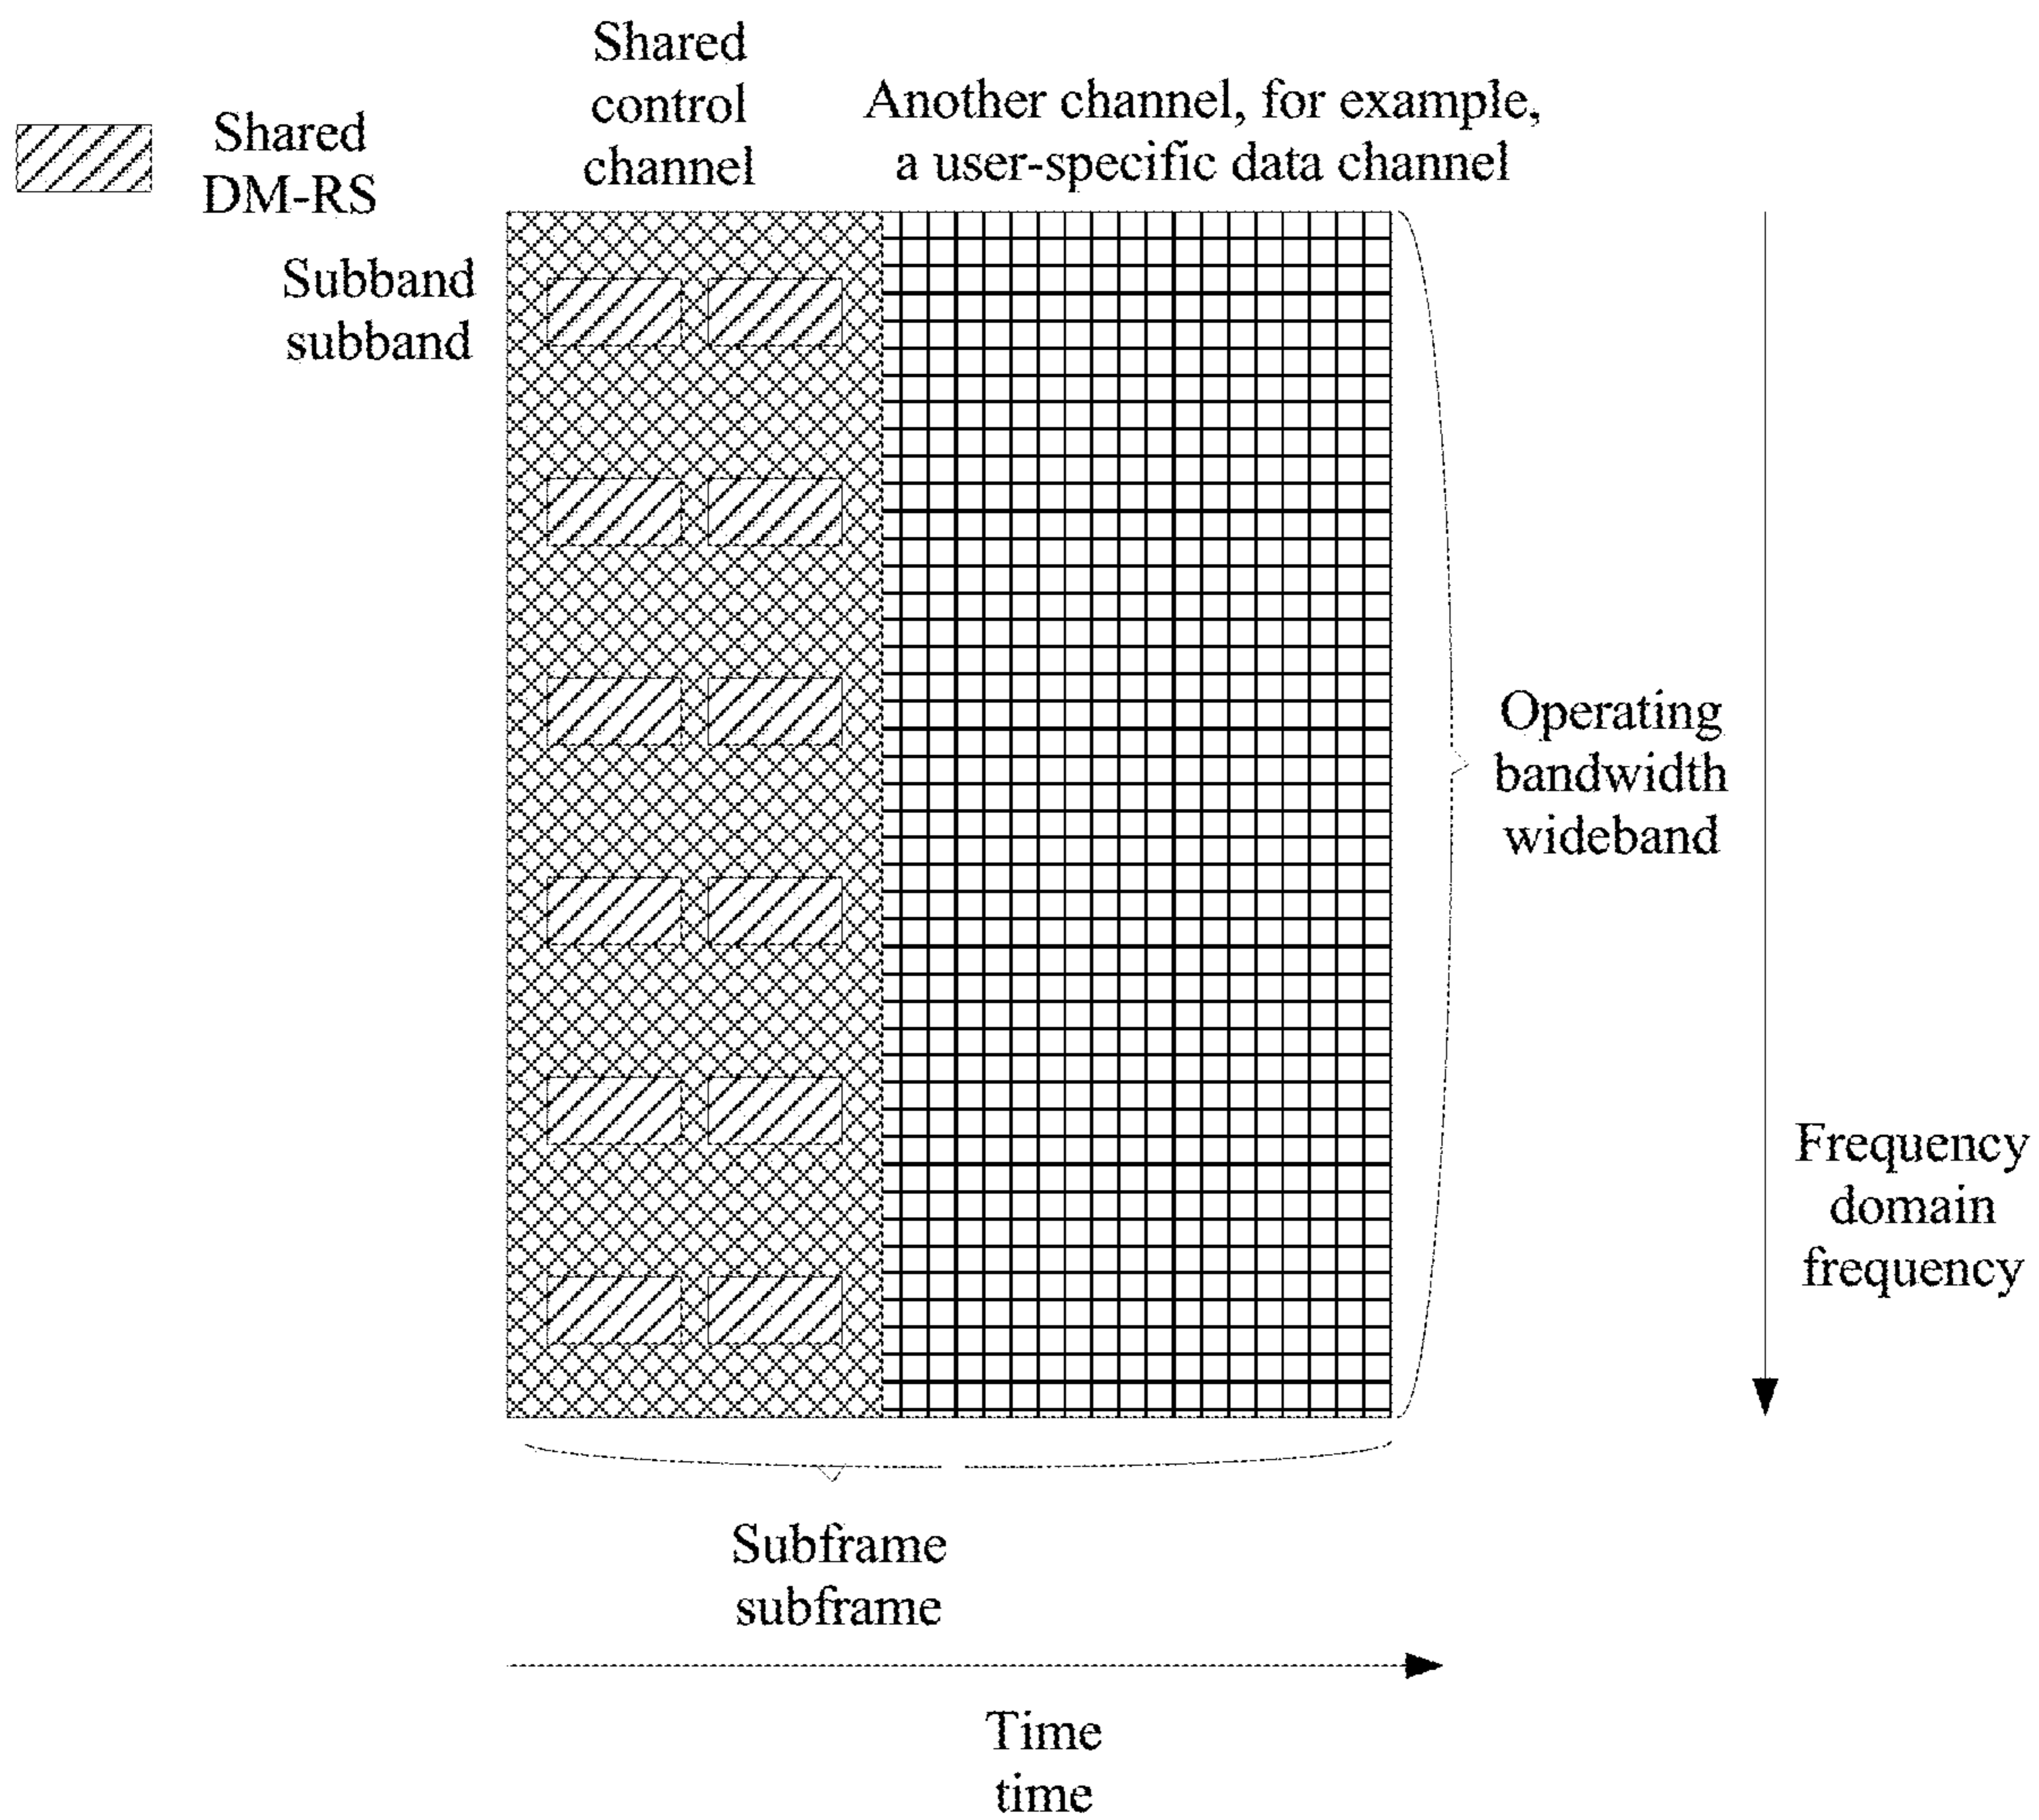 Shared
control
channel
Another channel, for example,
a user-specific data channel
Shared
DM-RS
Subband
subband
Operating
bandwidth
wideband
Frequency
domain
frequency
Subframe
subframe
Time
time